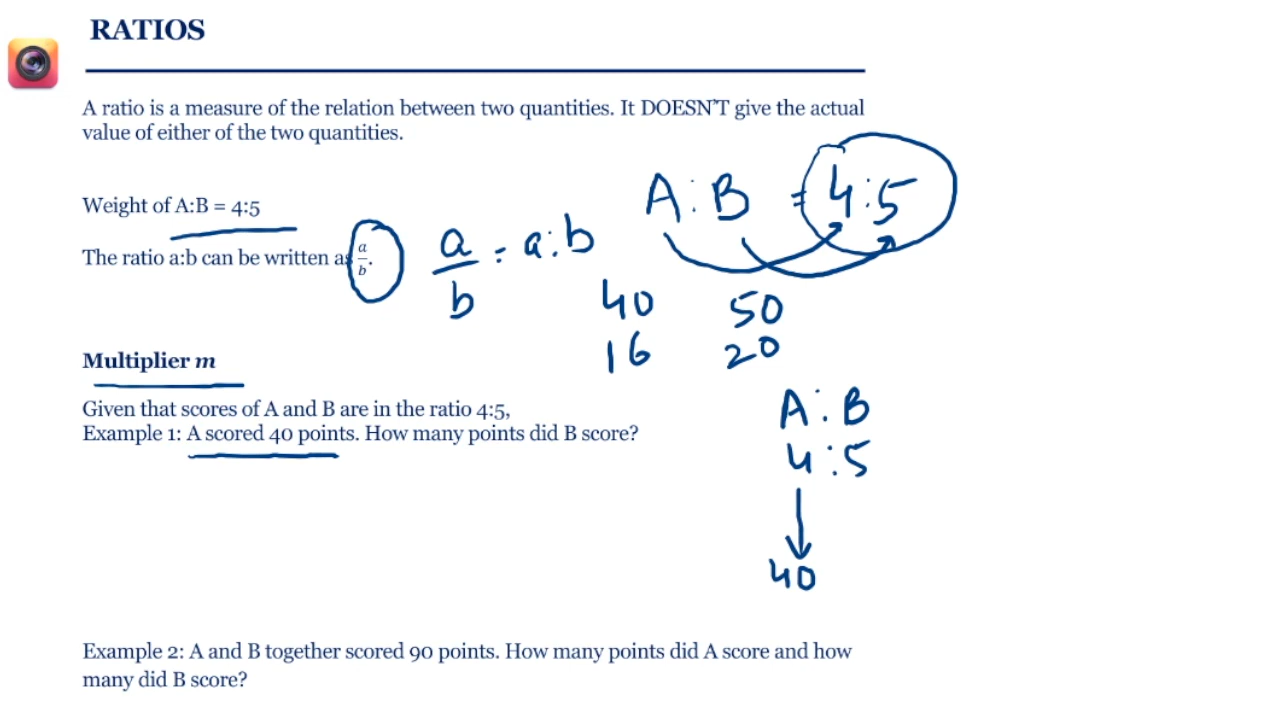 RATIOS
A ratio is a measure of the relation between two quantities. It DOESN'T give the actual
value of either of the two quantities.
A:B = 4:5
Weight of A:B = 4:5
The ratio a:b can be written as a/b.
a/b = a:b
40 50
16 20
Multiplier m
A:B
Given that scores of A and B are in the ratio 4:5,
Example 1: A scored 40 points. How many points did B score?
4:5
40
Example 2: A and B together scored 90 points. How many points did A score and how
many did B score?